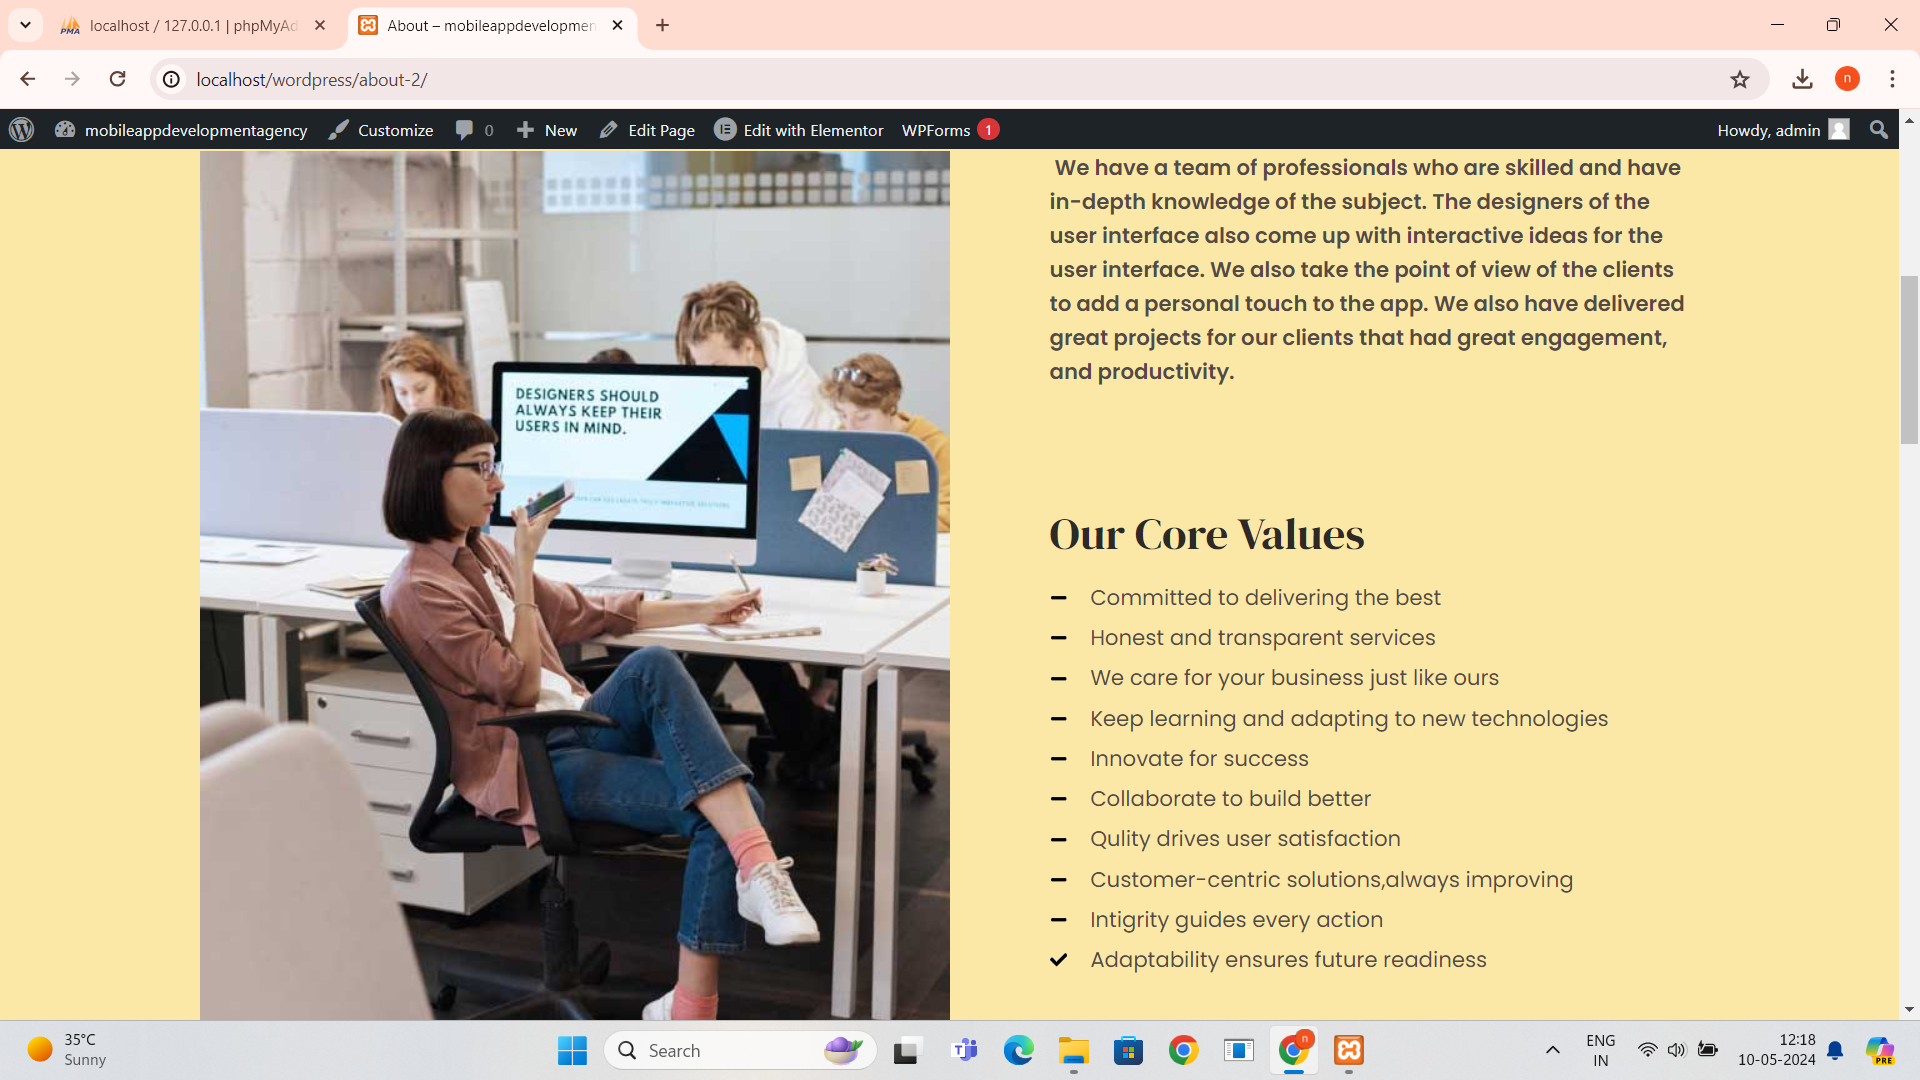 localhost / 127.0.0.1 | phpMyAd
About – mobileappdevelopmen
localhost/wordpress/about-2/
mobileappdevelopmentagency
Customize
0
New
Edit Page
Edit with Elementor
WPForms 1
Howdy, admin
We have a team of professionals who are skilled and have
in-depth knowledge of the subject. The designers of the
user interface also come up with interactive ideas for the
user interface. We also take the point of view of the clients
to add a personal touch to the app. We also have delivered
great projects for our clients that had great engagement,
and productivity.
DESIGNERS SHOULD
ALWAYS KEEP THEIR
USERS IN MIND.
Our Core Values
Committed to delivering the best
Honest and transparent services
We care for your business just like ours
Keep learning and adapting to new technologies
Innovate for success
Collaborate to build better
Qulity drives user satisfaction
Customer-centric solutions,always improving
Intigrity guides every action
Adaptability ensures future readiness
35°C
Sunny
Search
ENG
IN
12:18
10-05-2024